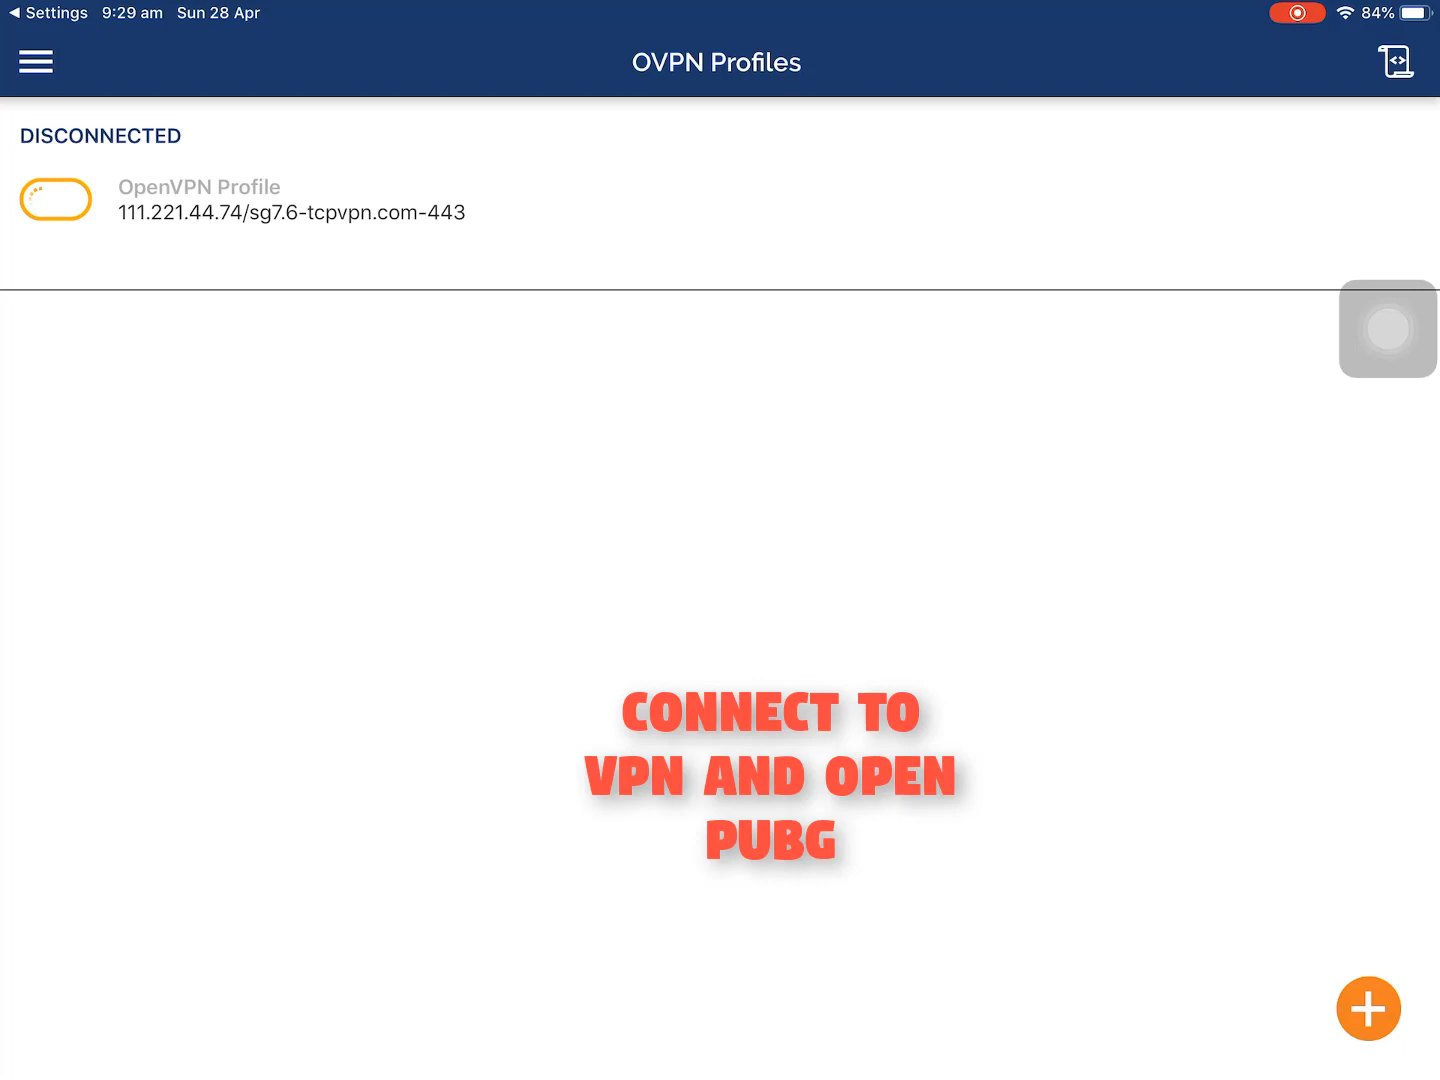 Settings 9:29 am Sun 28 Apr 84%
OVPN Profiles
DISCONNECTED
OpenVPN Profile
111.221.44.74/sg7.6-tcpvpn.com-443
CONNECT TO
VPN AND OPEN
PUBG